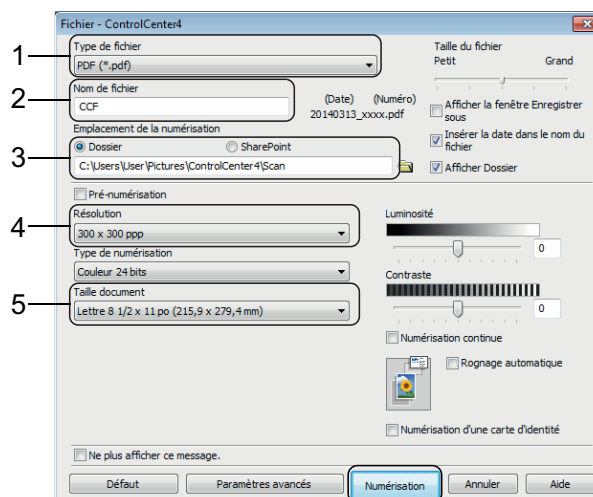 Fichier - ControlCenter4
1
Type de fichier
PDF (*.pdf)
Taille du fichier
Petit Grand
2
Nom de fichier
CCF
(Date) (Numéro)
20140313_xxxx.pdf
Afficher la fenêtre Enregistrer
sous
Insérer la date dans le nom du
fichier
Afficher Dossier
3
Emplacement de la numérisation
Dossier SharePoint
C:\Users\User\Pictures\ControlCenter4\Scan
Pré-numérisation
4
Résolution
300 x 300 ppp
Type de numérisation
Couleur 24 bits
5
Taille document
Lettre 8 1/2 x 11 po (215,9 x 279,4 mm)
Luminosité
0
Contraste
0
Numérisation continue
Rognage automatique
Numérisation d'une carte d'identité
Ne plus afficher ce message.
Défaut Paramètres avancés Numérisation Annuler Aide